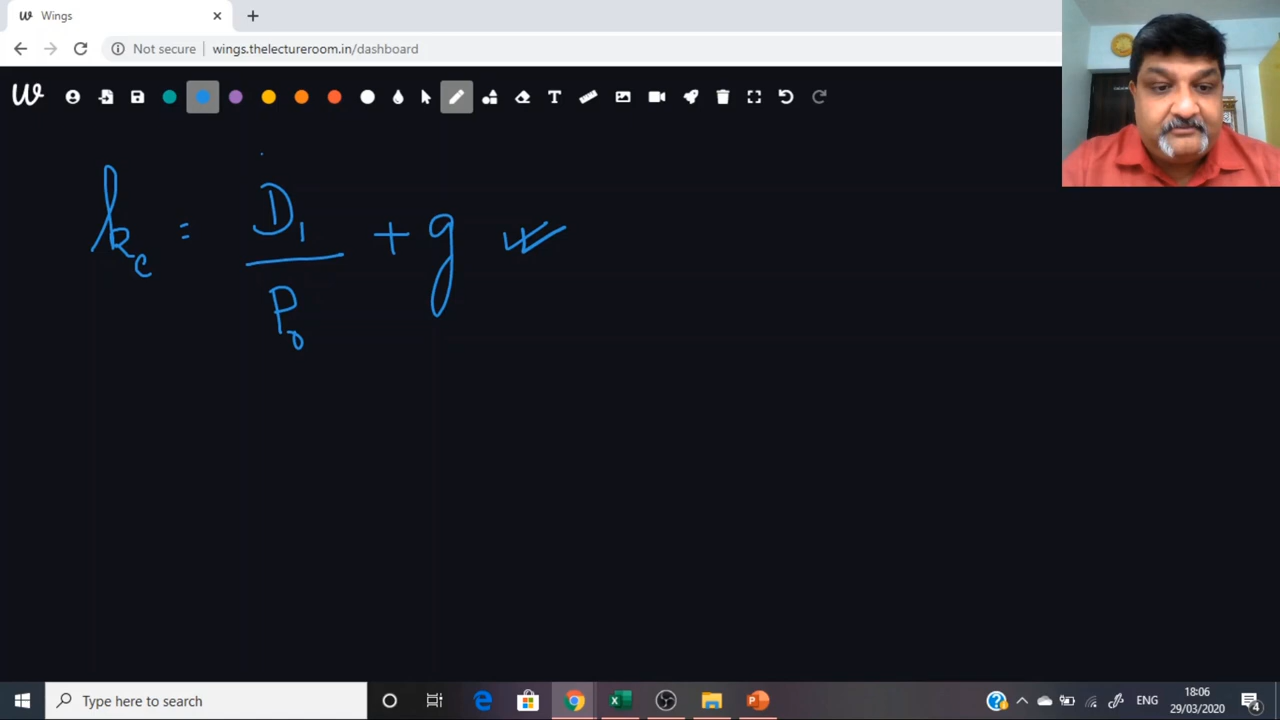 Wings
Not secure wings.thelectureroom.in/dashboard
w
T
kc = D1/P0 + g
Type here to search
ENG
18:06
29/03/2020
4